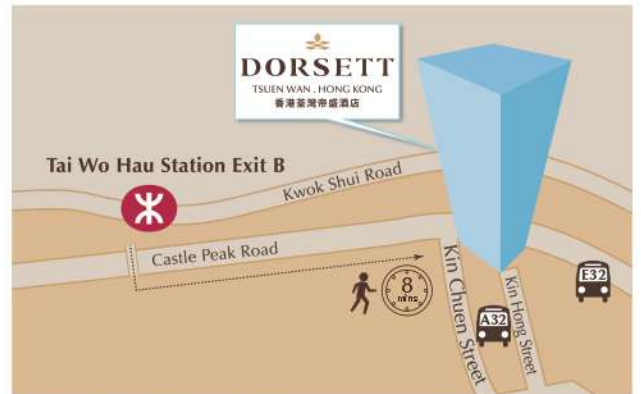 DORSETT
TSUEN WAN . HONG KONG
香港荃灣帝盛酒店
Tai Wo Hau Station Exit B
Kwok Shui Road
Castle Peak Road
8
mins
Kin Chuen Street
Kin Hong Street
A32
E32